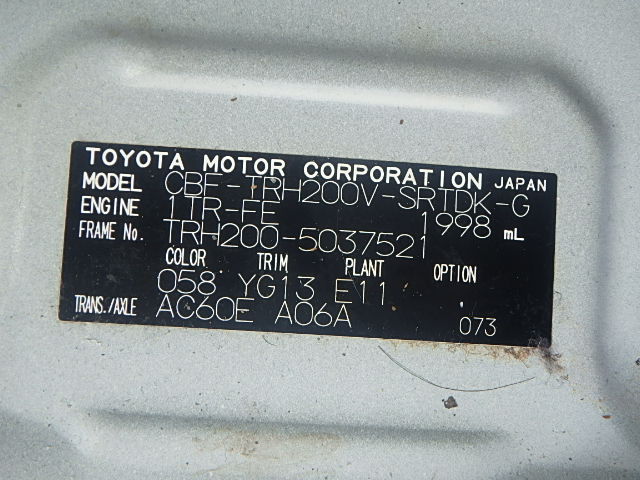 TOYOTA MOTOR CORPORATION JAPAN
MODEL CBF-TRH200V-SRTDK-G
ENGINE 1TR-FE 1998 mL
FRAME No. TRH200-5037521
COLOR TRIM PLANT OPTION
058 YG13 E11
TRANS./AXLE AC60E A06A 073